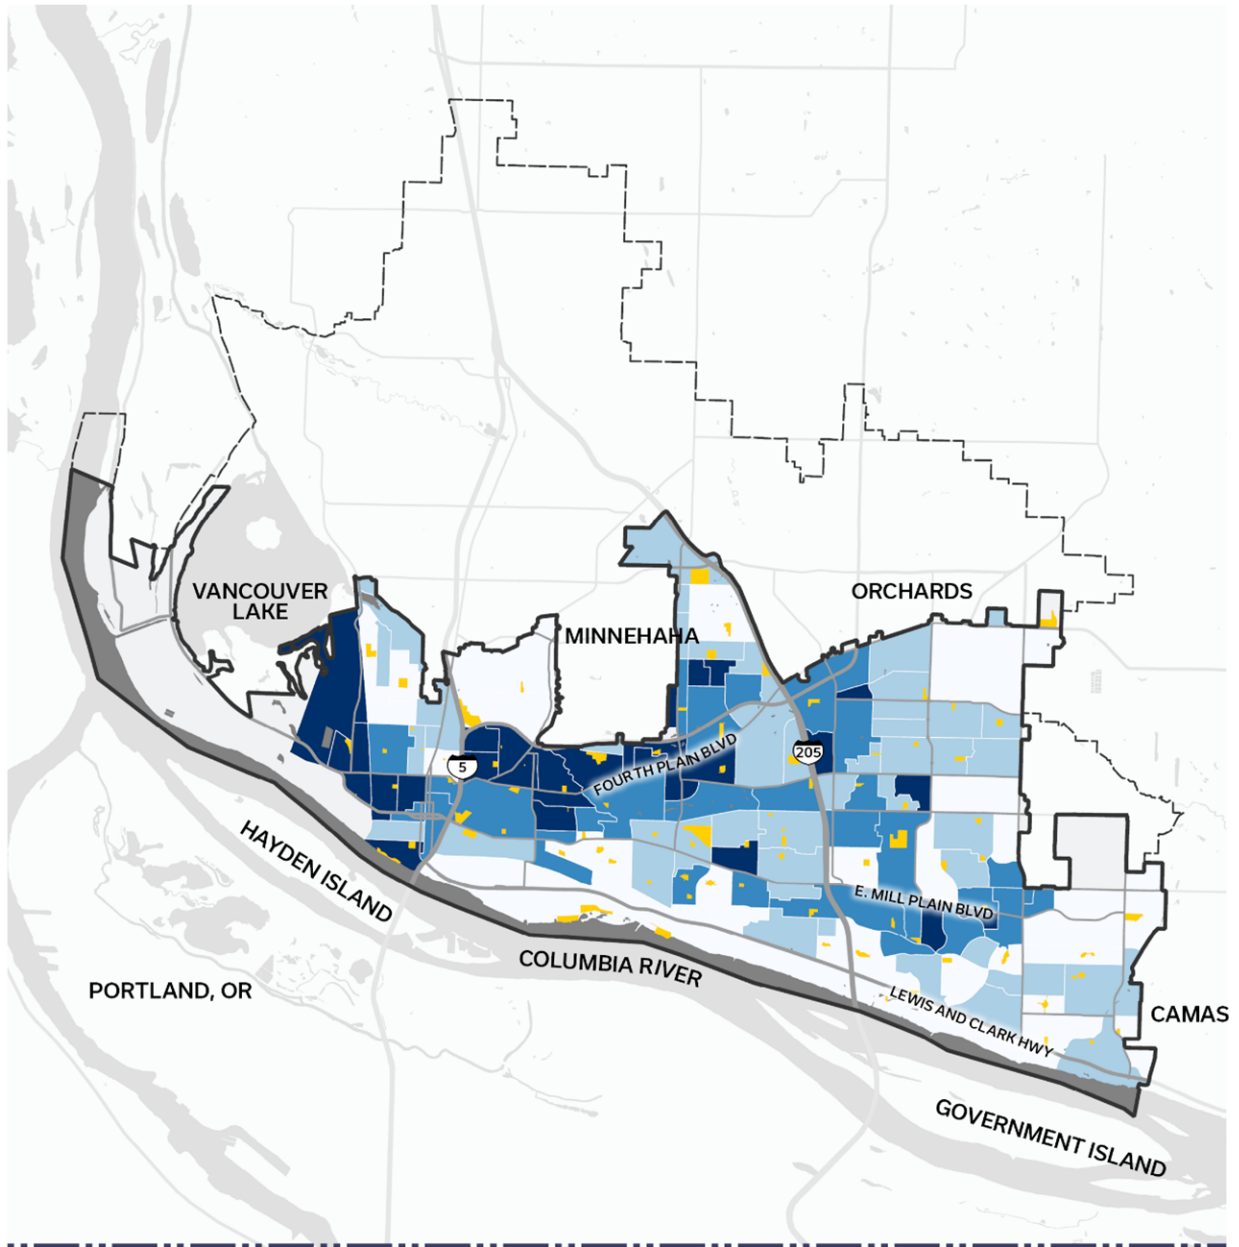 VANCOUVER
LAKE
MINNEHAHA
ORCHARDS
FOURTH PLAIN BLVD
205
5
HAYDEN ISLAND
E. MILL PLAIN BLVD
COLUMBIA RIVER
PORTLAND, OR
LEWIS AND CLARK HWY
CAMAS
GOVERNMENT ISLAND